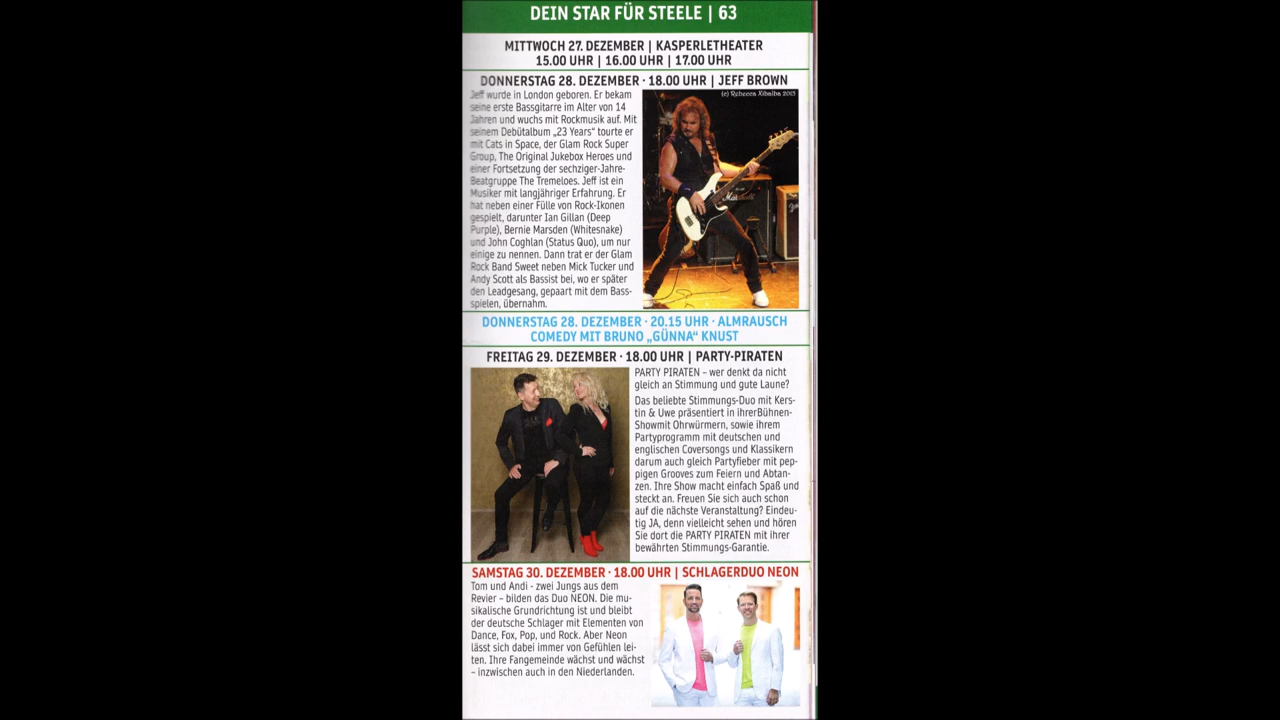 DEIN STAR FÜR STEELE | 63
MITTWOCH 27. DEZEMBER | KASPERLETHEATER
15.00 UHR | 16.00 UHR | 17.00 UHR
DONNERSTAG 28. DEZEMBER · 18.00 UHR | JEFF BROWN
Jeff wurde in London geboren. Er bekam
seine erste Bassgitarre im Alter von 14
Jahren und wuchs mit Rockmusik auf. Mit
seinem Debütalbum „23 Years“ tourte er
mit Cats in Space, der Glam Rock Super
Group, The Original Jukebox Heroes und
einer Fortsetzung der sechziger-Jahre-
Beatgruppe The Tremeloes. Jeff ist ein
Musiker mit langjähriger Erfahrung. Er
hat neben einer Fülle von Rock-Ikonen
gespielt, darunter Ian Gillan (Deep
Purple), Bernie Marsden (Whitesnake)
und John Coghlan (Status Quo), um nur
einige zu nennen. Dann trat er der Glam
Rock Band Sweet neben Mick Tucker und
Andy Scott als Bassist bei, wo er später
den Leadgesang, gepaart mit dem Bass-
spielen, übernahm.
(c) Rebecca Xibalba 2013
Marshall
DONNERSTAG 28. DEZEMBER · 20.15 UHR · ALMRAUSCH
COMEDY MIT BRUNO „GÜNNA“ KNUST
FREITAG 29. DEZEMBER · 18.00 UHR | PARTY-PIRATEN
PARTY PIRATEN – wer denkt da nicht
gleich an Stimmung und gute Laune?
Das beliebte Stimmungs-Duo mit Kers-
tin & Uwe präsentiert in ihrerBühnen-
Showmit Ohrwürmern, sowie ihrem
Partyprogramm mit deutschen und
englischen Coversongs und Klassikern
darum auch gleich Partyfieber mit pep-
pigen Grooves zum Feiern und Abtan-
zen. Ihre Show macht einfach Spaß und
steckt an. Freuen Sie sich auch schon
auf die nächste Veranstaltung? Eindeu-
tig JA, denn vielleicht sehen und hören
Sie dort die PARTY PIRATEN mit ihrer
bewährten Stimmungs-Garantie.
SAMSTAG 30. DEZEMBER · 18.00 UHR | SCHLAGERDUO NEON
Tom und Andi - zwei Jungs aus dem
Revier – bilden das Duo NEON. Die mu-
sikalische Grundrichtung ist und bleibt
der deutsche Schlager mit Elementen von
Dance, Fox, Pop, und Rock. Aber Neon
lässt sich dabei immer von Gefühlen lei-
ten. Ihre Fangemeinde wächst und wächst
– inzwischen auch in den Niederlanden.